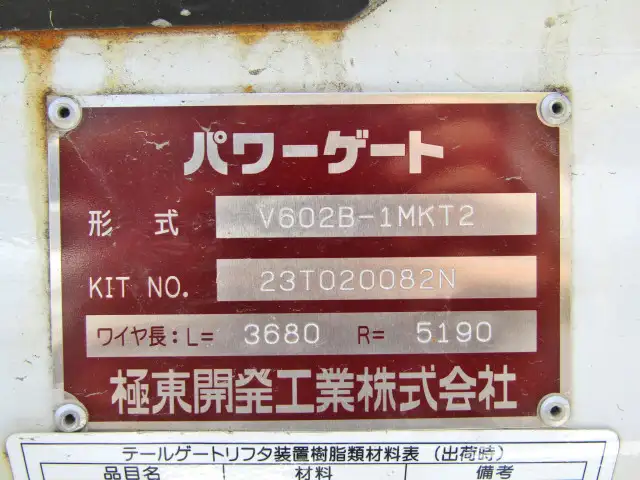 パワーゲート
形 式 V602B-1MKT2
KIT NO. 23T020082N
ワイヤ長:L= 3680 R= 5190
極東開発工業株式会社
テールゲートリフタ装置樹脂類材料表 (出荷時)
品目名 材料 備考